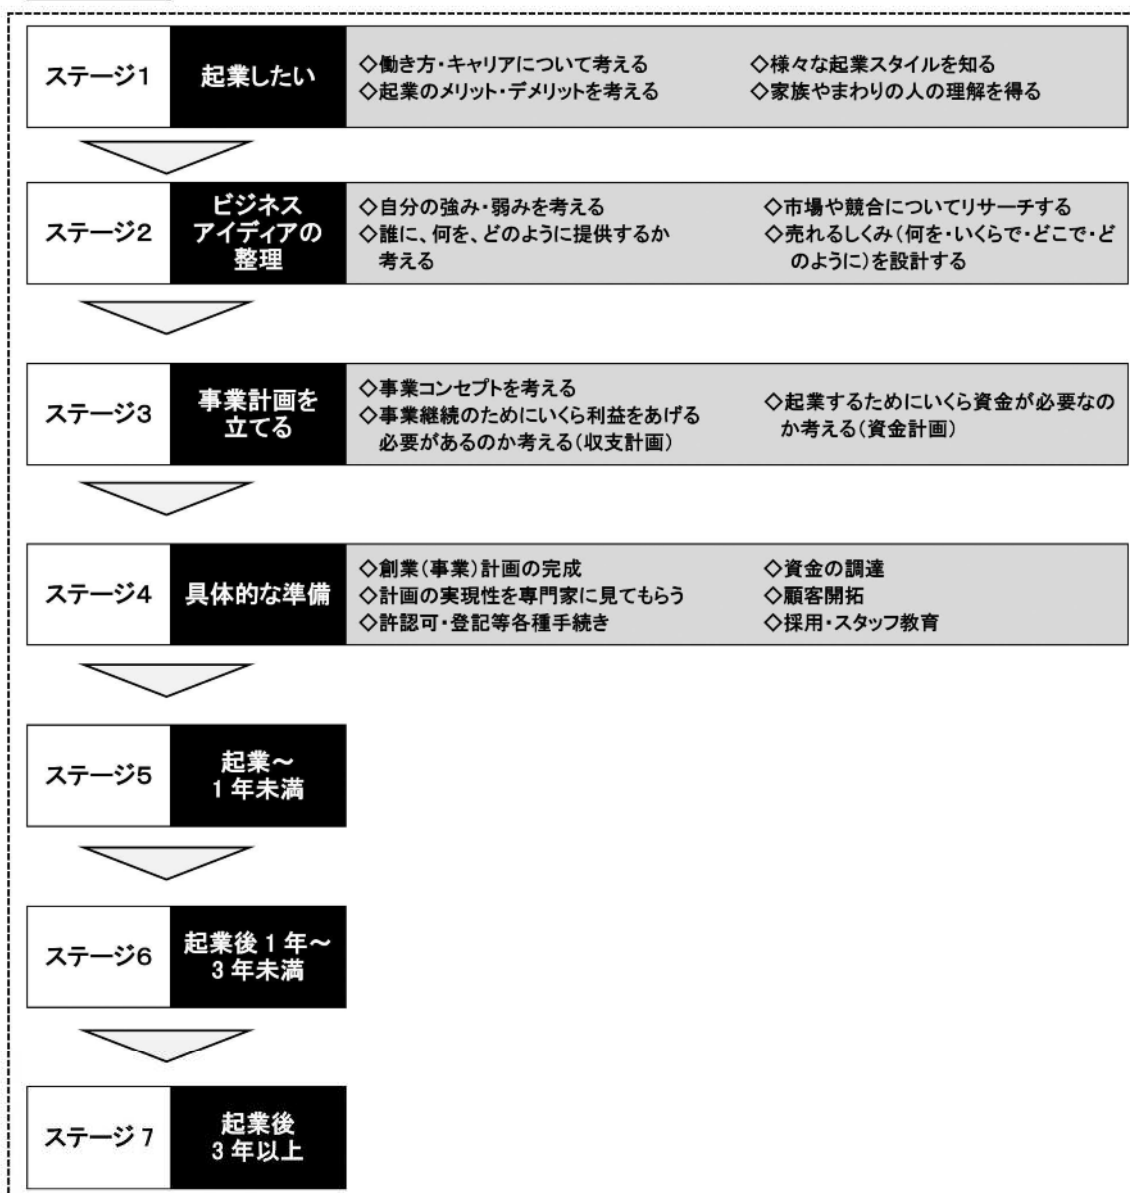 ステージ1
起業したい
◇働き方・キャリアについて考える
◇起業のメリット・デメリットを考える
◇様々な起業スタイルを知る
◇家族やまわりの人の理解を得る
ステージ2
ビジネス
アイディアの
整理
◇自分の強み・弱みを考える
◇誰に、何を、どのように提供するか
考える
◇市場や競合についてリサーチする
◇売れるしくみ(何を・いくらで・どこで・ど
のように)を設計する
ステージ3
事業計画を
立てる
◇事業コンセプトを考える
◇事業継続のためにいくら利益をあげる
必要があるのか考える(収支計画)
◇起業するためにいくら資金が必要なの
か考える(資金計画)
ステージ4
具体的な準備
◇創業(事業)計画の完成
◇計画の実現性を専門家に見てもらう
◇許認可・登記等各種手続き
◇資金の調達
◇顧客開拓
◇採用・スタッフ教育
ステージ5
起業～
1年未満
ステージ6
起業後1年～
3年未満
ステージ7
起業後
3年以上